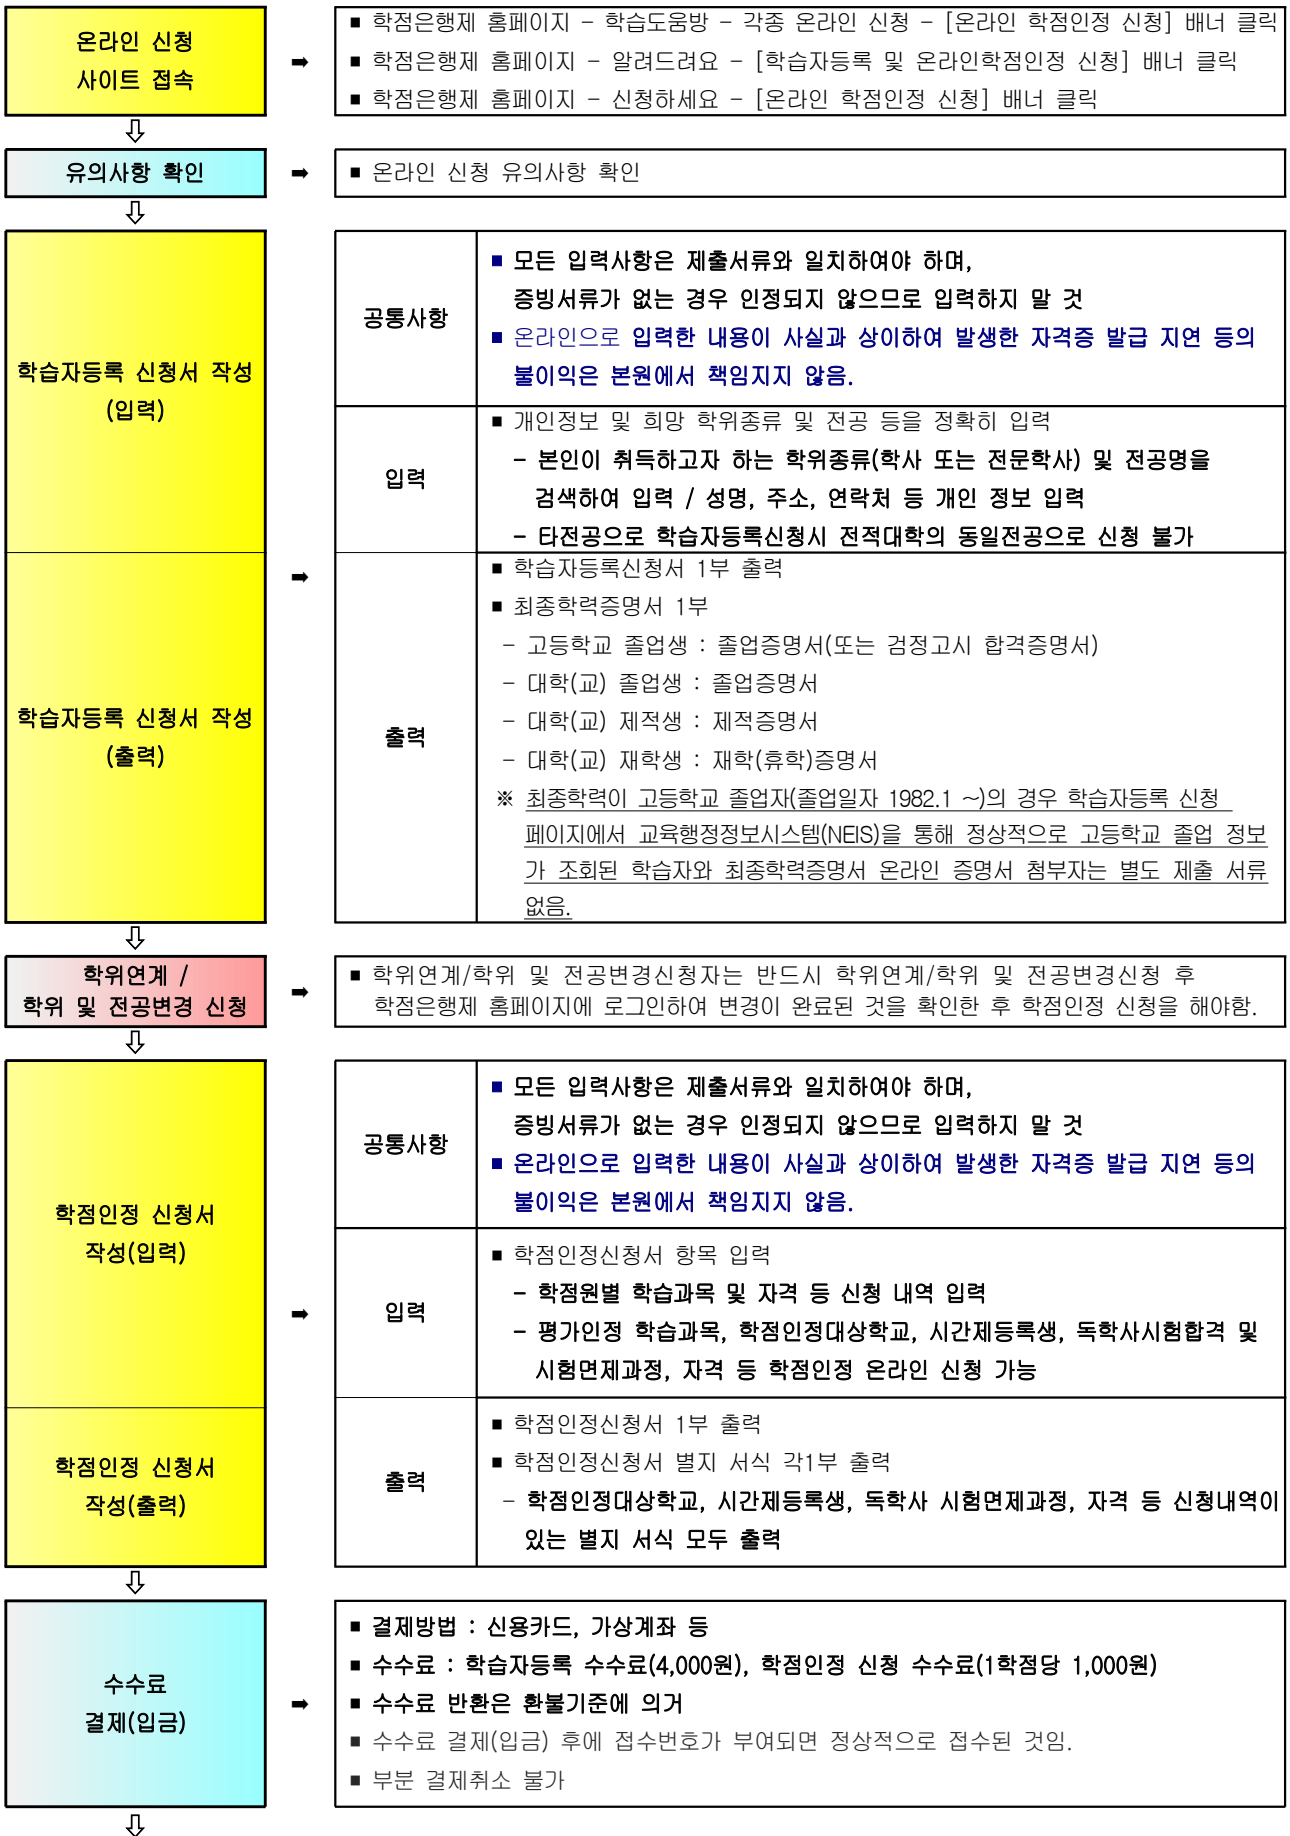 온라인 신청
사이트 접속
➡
■ 학점은행제 홈페이지 - 학습도움방 - 각종 온라인 신청 - [온라인 학점인정 신청] 배너 클릭
■ 학점은행제 홈페이지 - 알려드려요 - [학습자등록 및 온라인학점인정 신청] 배너 클릭
■ 학점은행제 홈페이지 - 신청하세요 - [온라인 학점인정 신청] 배너 클릭
⇩
유의사항 확인
➡
■ 온라인 신청 유의사항 확인
⇩
학습자등록 신청서 작성
(입력)
공통사항
■ 모든 입력사항은 제출서류와 일치하여야 하며,
증빙서류가 없는 경우 인정되지 않으므로 입력하지 말 것
■ 온라인으로 입력한 내용이 사실과 상이하여 발생한 자격증 발급 지연 등의
불이익은 본원에서 책임지지 않음.
입력
■ 개인정보 및 희망 학위종류 및 전공 등을 정확히 입력
- 본인이 취득하고자 하는 학위종류(학사 또는 전문학사) 및 전공명을
검색하여 입력 / 성명, 주소, 연락처 등 개인 정보 입력
- 타전공으로 학습자등록신청시 전적대학의 동일전공으로 신청 불가
➡
학습자등록 신청서 작성
(출력)
출력
■ 학습자등록신청서 1부 출력
■ 최종학력증명서 1부
- 고등학교 졸업생 : 졸업증명서(또는 검정고시 합격증명서)
- 대학(교) 졸업생 : 졸업증명서
- 대학(교) 제적생 : 제적증명서
- 대학(교) 재학생 : 재학(휴학)증명서
※ 최종학력이 고등학교 졸업자(졸업일자 1982.1 ~)의 경우 학습자등록 신청
페이지에서 교육행정정보시스템(NEIS)을 통해 정상적으로 고등학교 졸업 정보
가 조회된 학습자와 최종학력증명서 온라인 증명서 첨부자는 별도 제출 서류
없음.
⇩
학위연계 /
학위 및 전공변경 신청
➡
■ 학위연계/학위 및 전공변경신청자는 반드시 학위연계/학위 및 전공변경신청 후
학점은행제 홈페이지에 로그인하여 변경이 완료된 것을 확인한 후 학점인정 신청을 해야함.
⇩
학점인정 신청서
작성(입력)
공통사항
■ 모든 입력사항은 제출서류와 일치하여야 하며,
증빙서류가 없는 경우 인정되지 않으므로 입력하지 말 것
■ 온라인으로 입력한 내용이 사실과 상이하여 발생한 자격증 발급 지연 등의
불이익은 본원에서 책임지지 않음.
➡
입력
■ 학점인정신청서 항목 입력
- 학점원별 학습과목 및 자격 등 신청 내역 입력
- 평가인정 학습과목, 학점인정대상학교, 시간제등록생, 독학사시험합격 및
시험면제과정, 자격 등 학점인정 온라인 신청 가능
학점인정 신청서
작성(출력)
출력
■ 학점인정신청서 1부 출력
■ 학점인정신청서 별지 서식 각1부 출력
- 학점인정대상학교, 시간제등록생, 독학사 시험면제과정, 자격 등 신청내역이
있는 별지 서식 모두 출력
⇩
수수료
결제(입금)
➡
■ 결제방법 : 신용카드, 가상계좌 등
■ 수수료 : 학습자등록 수수료(4,000원), 학점인정 신청 수수료(1학점당 1,000원)
■ 수수료 반환은 환불기준에 의거
■ 수수료 결제(입금) 후에 접수번호가 부여되면 정상적으로 접수된 것임.
■ 부분 결제취소 불가
⇩